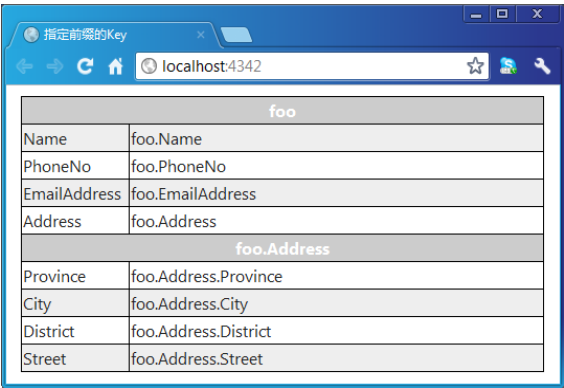 指定前缀的Key
localhost:4342
foo
Name foo.Name
PhoneNo foo.PhoneNo
EmailAddress foo.EmailAddress
Address foo.Address
foo.Address
Province foo.Address.Province
City foo.Address.City
District foo.Address.District
Street foo.Address.Street